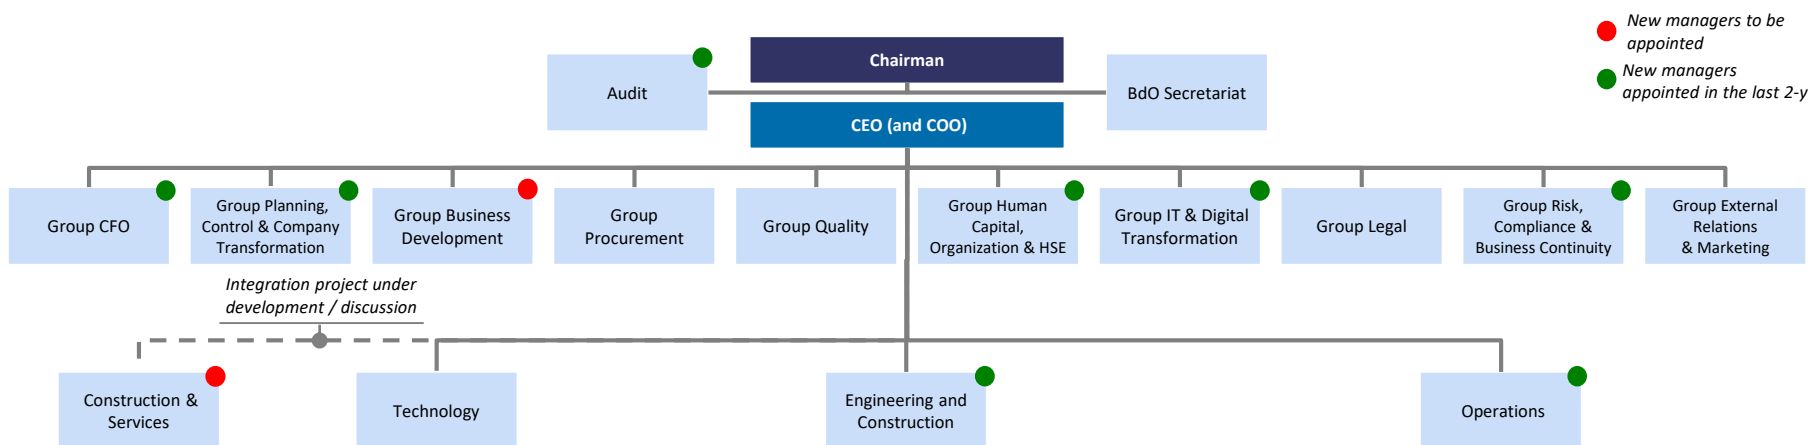 New managers to be
appointed
New managers
appointed in the last 2-y
Chairman
Audit
BdO Secretariat
CEO (and COO)
Group CFO
Group Planning,
Control & Company
Transformation
Group Business
Development
Group
Procurement
Group Quality
Group Human
Capital,
Organization & HSE
Group IT & Digital
Transformation
Group Legal
Group Risk,
Compliance &
Business Continuity
Group External
Relations
& Marketing
Integration project under
development / discussion
Construction &
Services
Technology
Engineering and
Construction
Operations